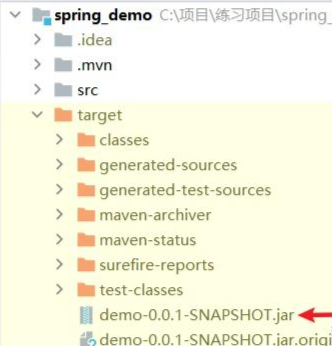 spring_demo C:\项目\练习项目\spring_
.idea
.mvn
src
target
classes
generated-sources
generated-test-sources
maven-archiver
maven-status
surefire-reports
test-classes
demo-0.0.1-SNAPSHOT.jar
demo-0.0.1-SNAPSHOT.jar.origi